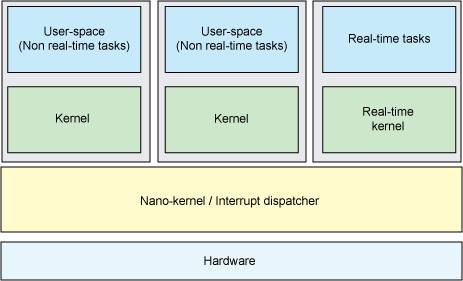 User-space
(Non real-time tasks)
User-space
(Non real-time tasks)
Real-time tasks
Kernel
Kernel
Real-time
kernel
Nano-kernel / Interrupt dispatcher
Hardware